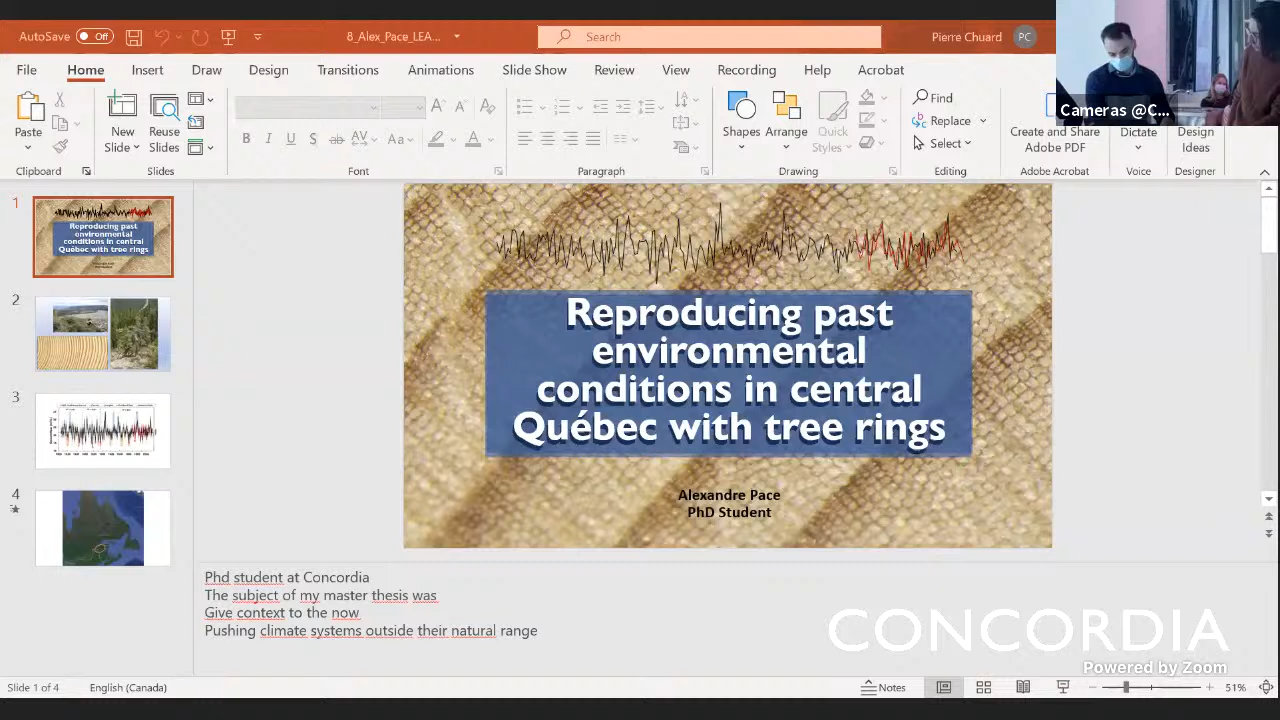 AutoSave Off 8_Alex_Pace_LEA... Search Pierre Chuard PC
File Home Insert Draw Design Transitions Animations Slide Show Review View Recording Help Acrobat
Cameras @C...
Paste New Slide Reuse Slides Shapes Arrange Quick Styles Find Replace Select Create and Share Adobe PDF Dictate Design Ideas
Clipboard Slides Font Paragraph Drawing Editing Adobe Acrobat Voice Designer
1
Reproducing past
environmental
conditions in central
Québec with tree rings
2
3
4
Reproducing past
environmental
conditions in central
Québec with tree rings
Alexandre Pace
PhD Student
Phd student at Concordia
The subject of my master thesis was
Give context to the now
Pushing climate systems outside their natural range
CONCORDIA
Powered by Zoom
Slide 1 of 4 English (Canada) Notes 51%